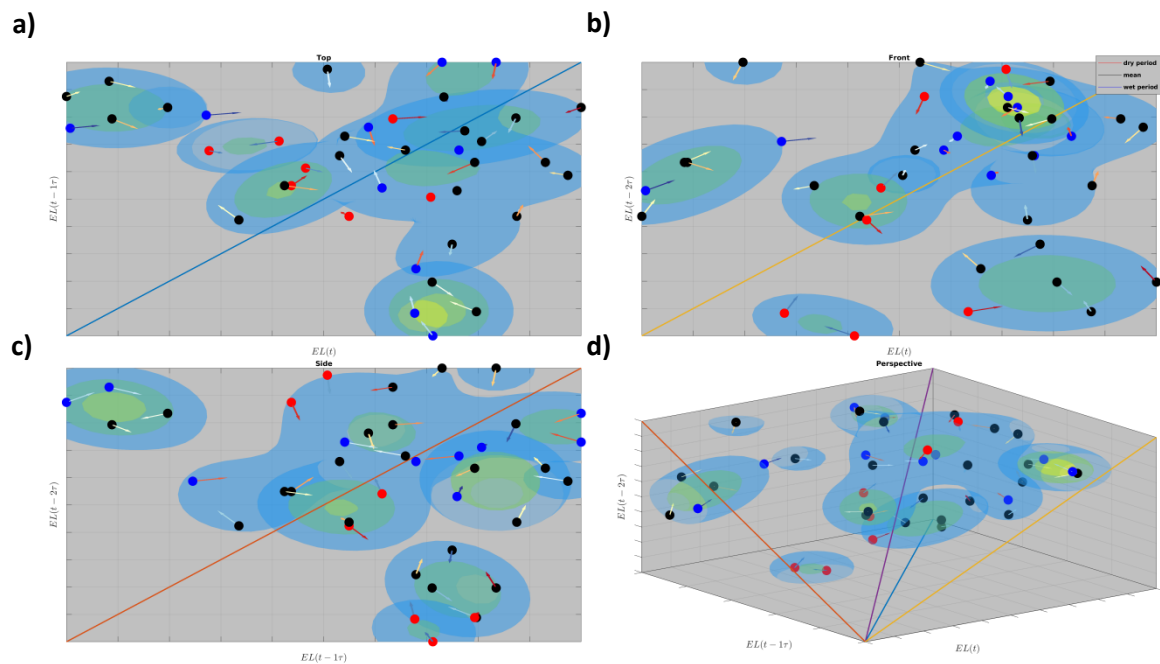 a)
Top
EL(t − 1τ)
EL(t)
b)
Front
dry period
mean
wet period
EL(t − 2τ)
EL(t)
c)
Side
EL(t − 2τ)
EL(t − 1τ)
d)
Perspective
EL(t − 2τ)
EL(t − 1τ)
EL(t)